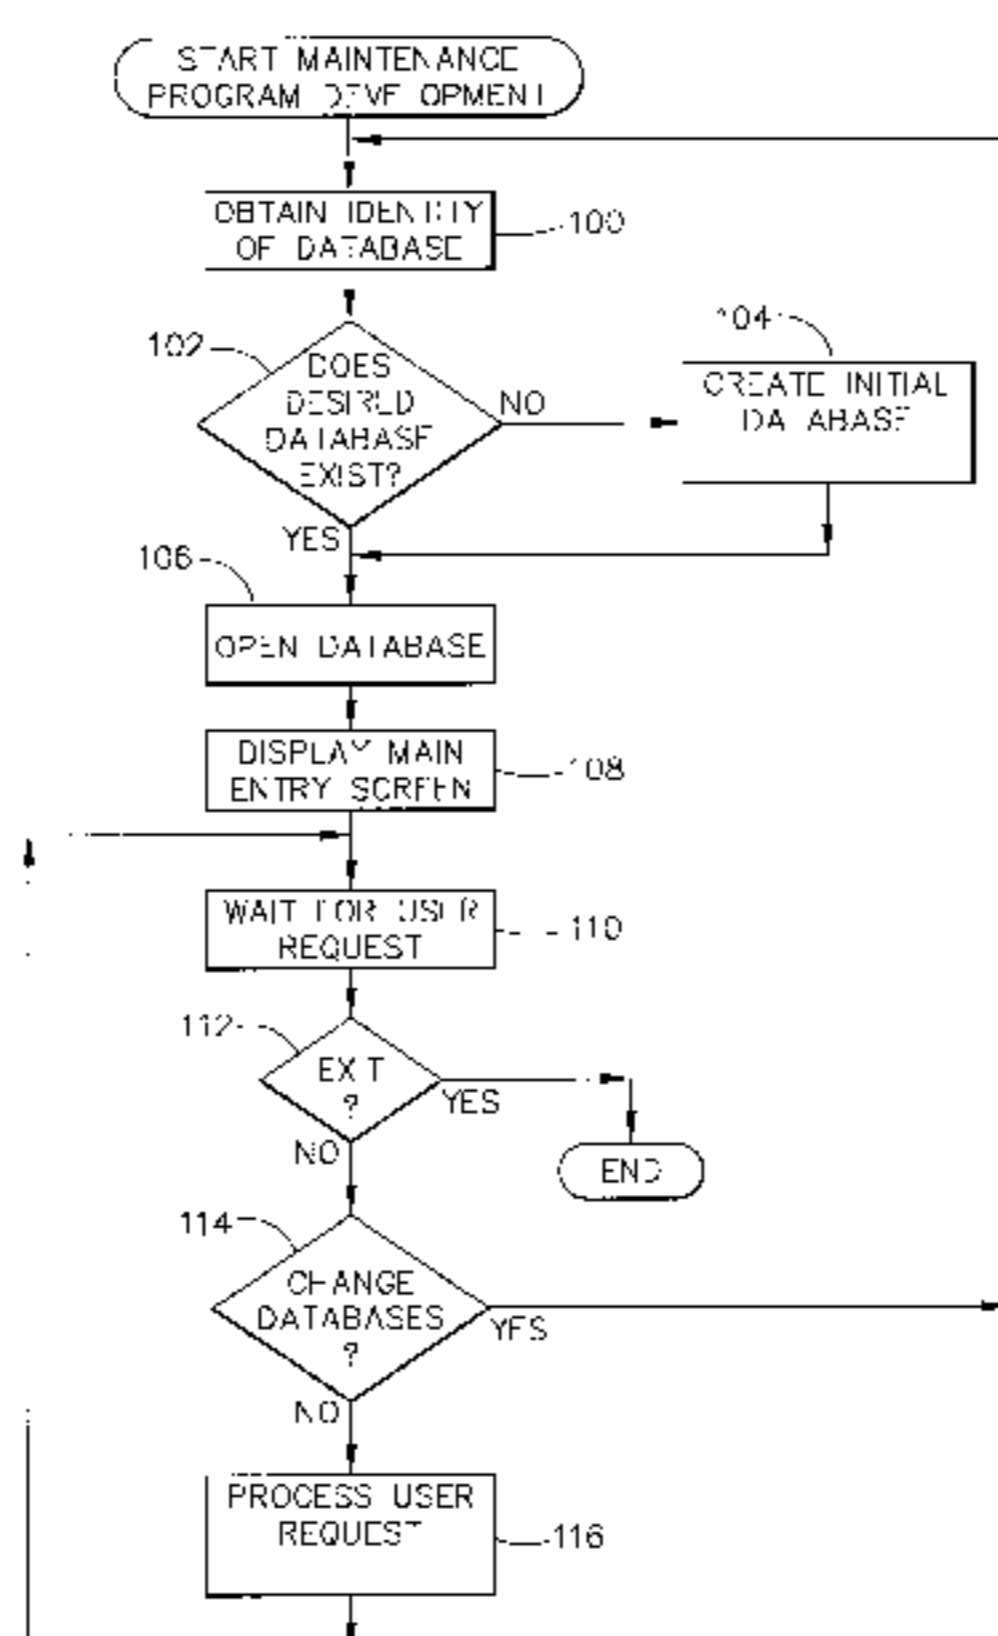 START MAINTENANCE
PROGRAM DEVELOPMENT
OBTAIN IDENTITY
OF DATABASE
100
102
DOES
DESIRED
DATABASE
EXIST?
NO
104
CREATE INITIAL
DATABASE
YES
106
OPEN DATABASE
DISPLAY MAIN
ENTRY SCREEN
108
WAIT FOR USER
REQUEST
110
112
EXIT
?
YES
NO
END
114
CHANGE
DATABASES
?
YES
NO
PROCESS USER
REQUEST
116